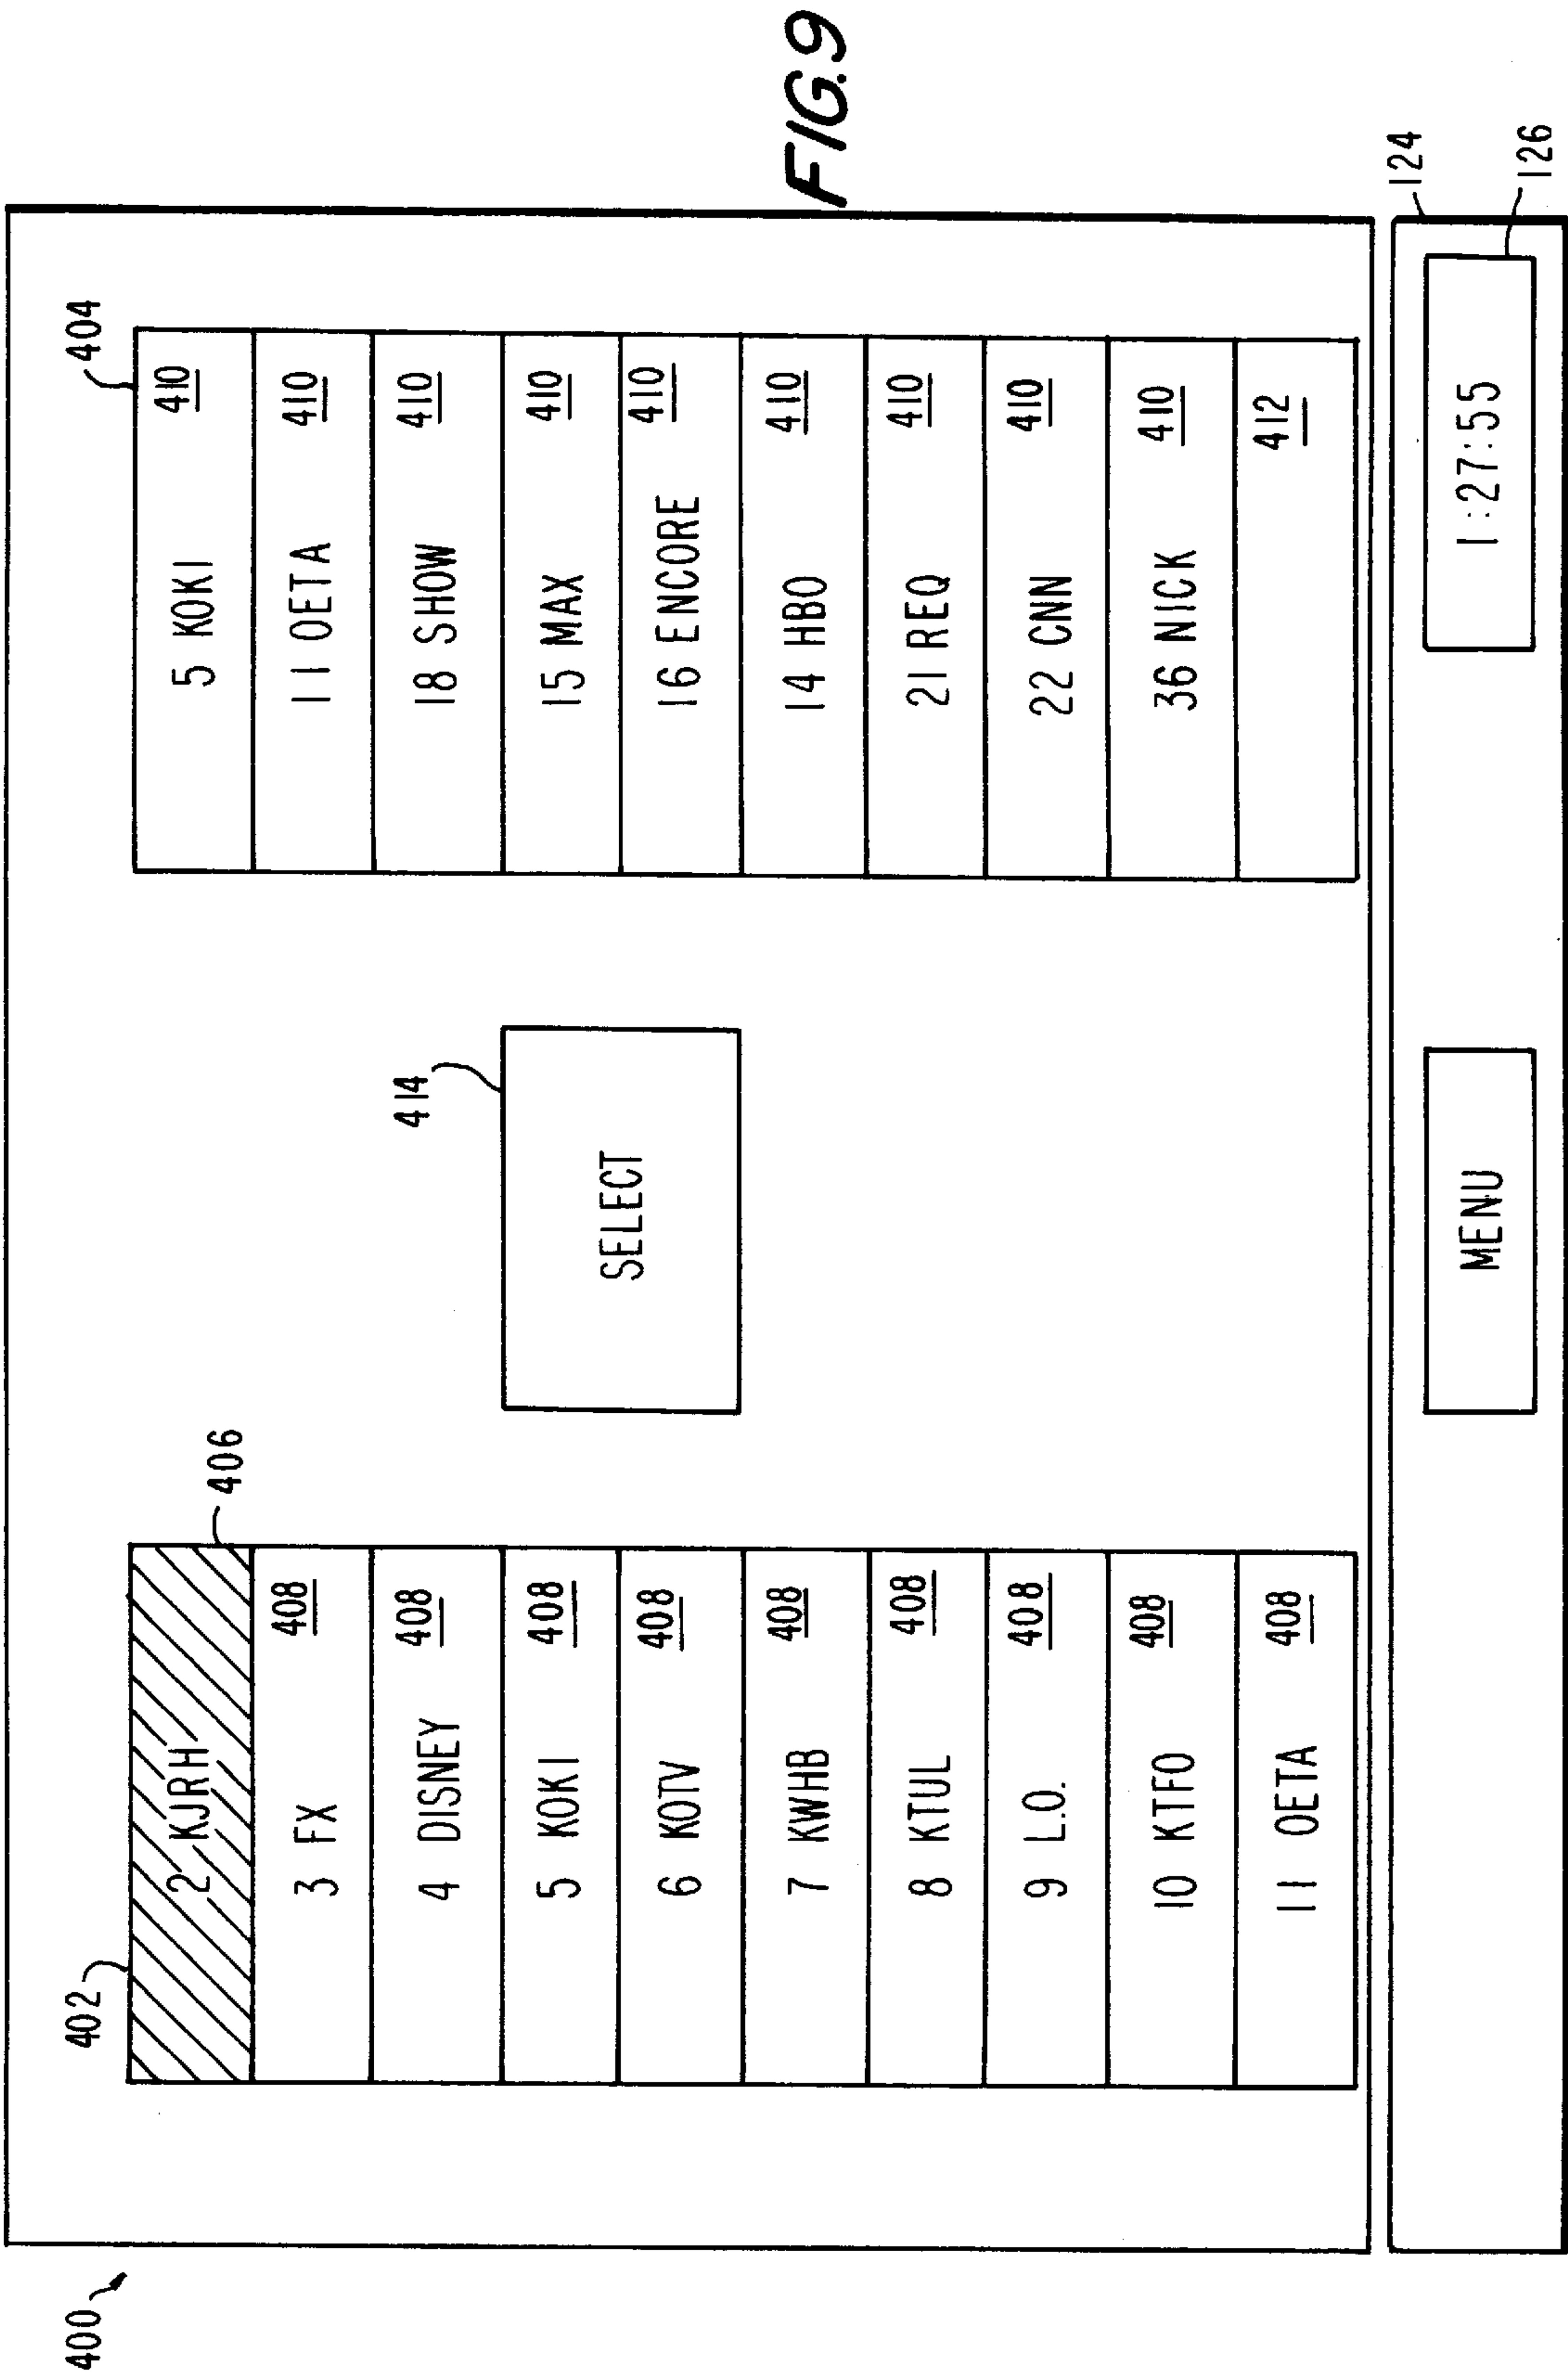 400
402
2 KJRH
406
3 FX 408
4 DISNEY 408
5 KOKI 408
6 KOTV 408
7 KWHB 408
8 KTUL 408
9 L.O. 408
10 KTFO 408
11 OETA 408
414
SELECT
404
5 KOKI 410
11 OETA 410
18 SHOW 410
15 MAX 410
16 ENCORE 410
14 HBO 410
21 REQ 410
22 CNN 410
36 NICK 410
412
FIG.9
MENU
1:27:55
124
126